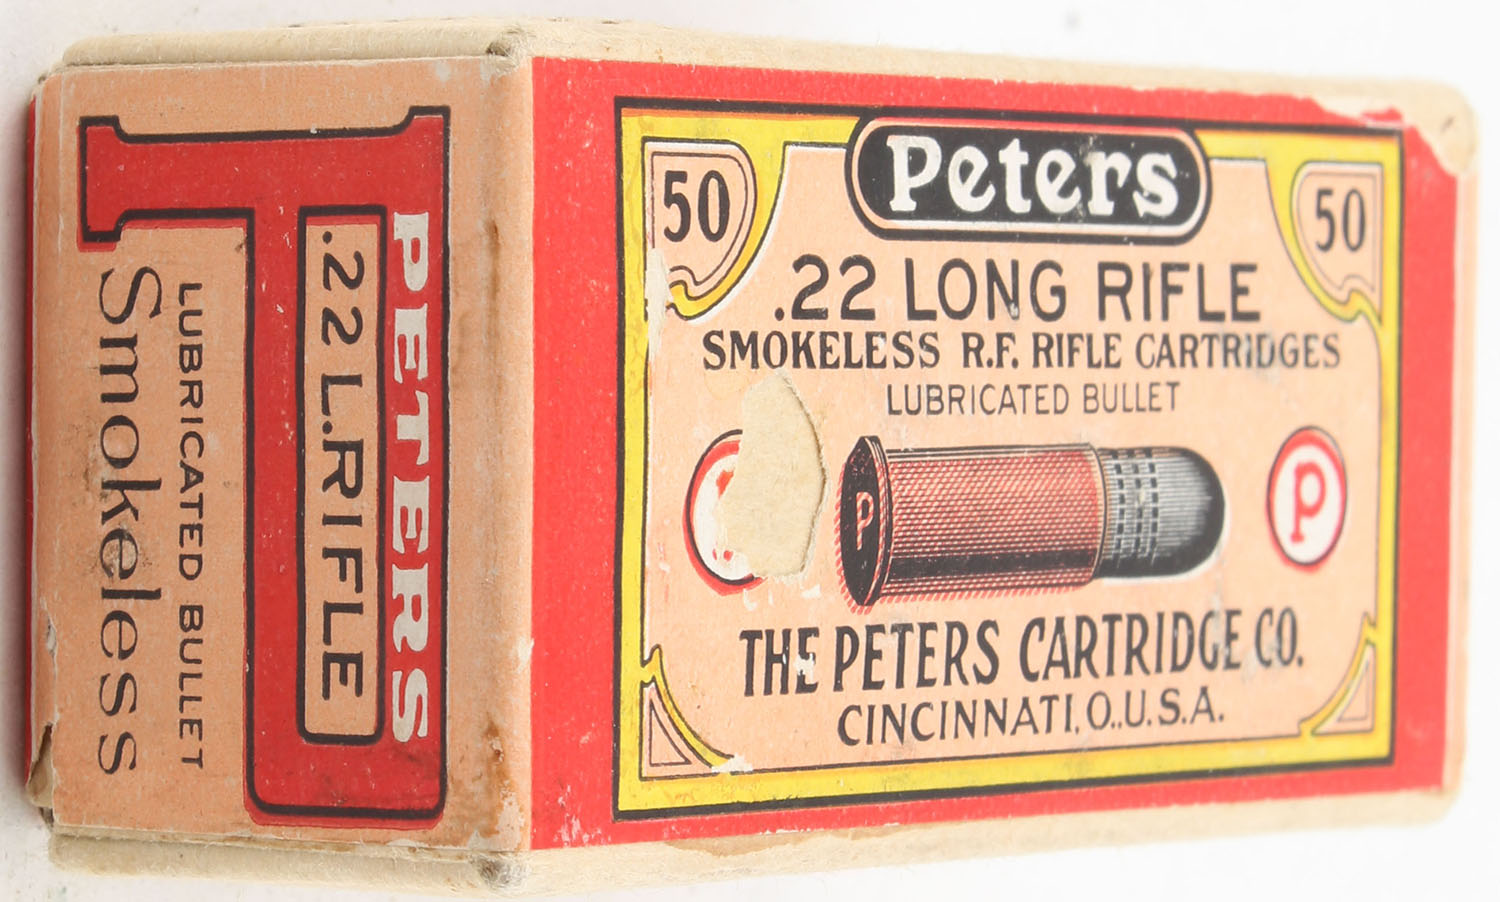 PETERS
.22 L.RIFLE
LUBRICATED BULLET
Smokeless
Peters
50
50
.22 LONG RIFLE
SMOKELESS R.F. RIFLE CARTRIDGES
LUBRICATED BULLET
P
P
THE PETERS CARTRIDGE CO.
CINCINNATI, O., U.S.A.